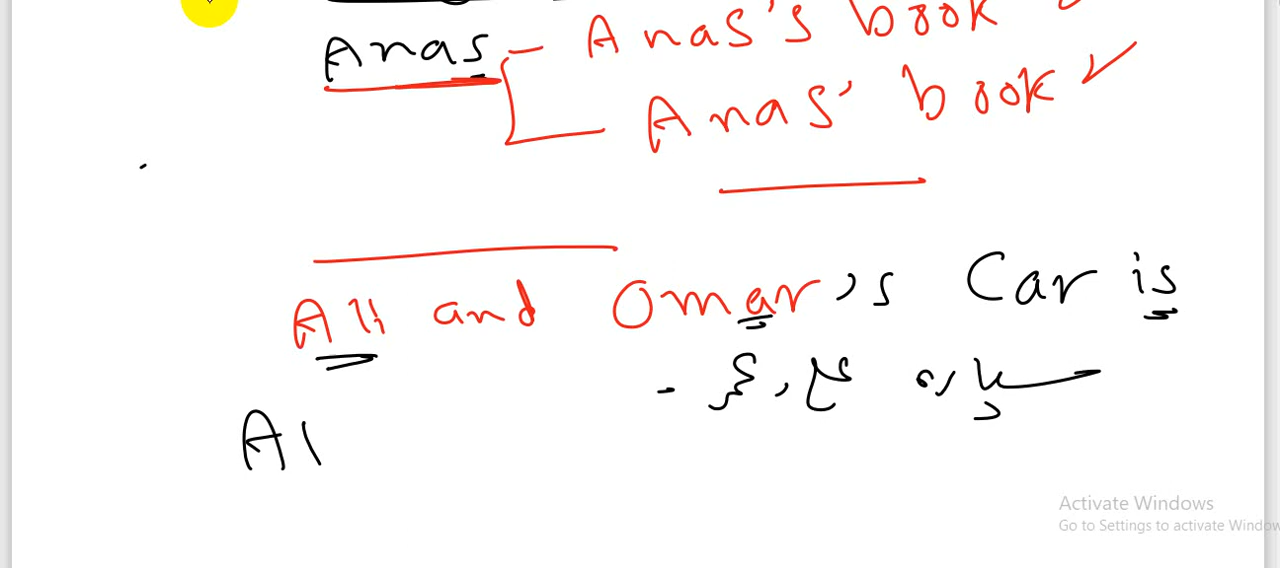 Anas - Anas's book
Anas' book ✓
Ali and Omar's Car is
سيارة علي وعمر -
Al
Activate Windows
Go to Settings to activate Window